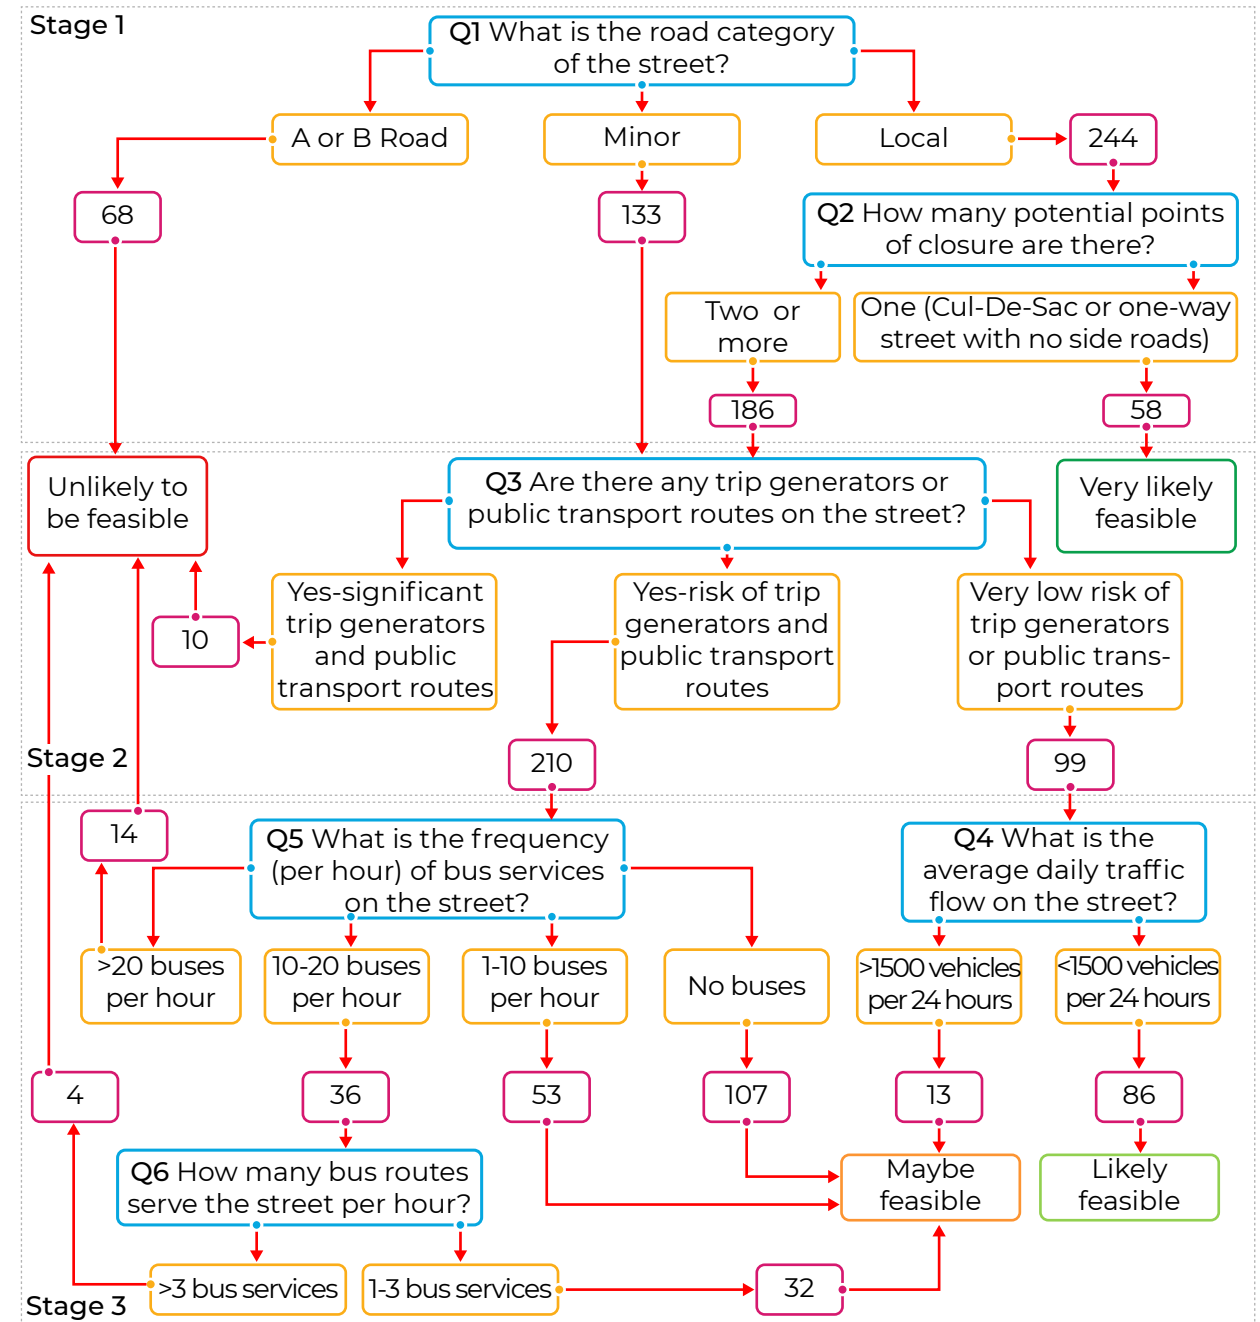 Stage 1
Q1 What is the road category
of the street?
A or B Road
Minor
Local
244
68
133
Q2 How many potential points
of closure are there?
Two or
more
One (Cul-De-Sac or one-way
street with no side roads)
186
58
Unlikely to
be feasible
Q3 Are there any trip generators or
public transport routes on the street?
Very likely
feasible
Yes-significant
trip generators
and public
transport routes
Yes-risk of trip
generators and
public transport
routes
Very low risk of
trip generators
or public trans-
port routes
10
Stage 2
210
99
14
Q5 What is the frequency
(per hour) of bus services
on the street?
Q4 What is the
average daily traffic
flow on the street?
>20 buses
per hour
10-20 buses
per hour
1-10 buses
per hour
No buses
>1500 vehicles
per 24 hours
<1500 vehicles
per 24 hours
4
36
53
107
13
86
Q6 How many bus routes
serve the street per hour?
Maybe
feasible
Likely
feasible
>3 bus services
1-3 bus services
32
Stage 3